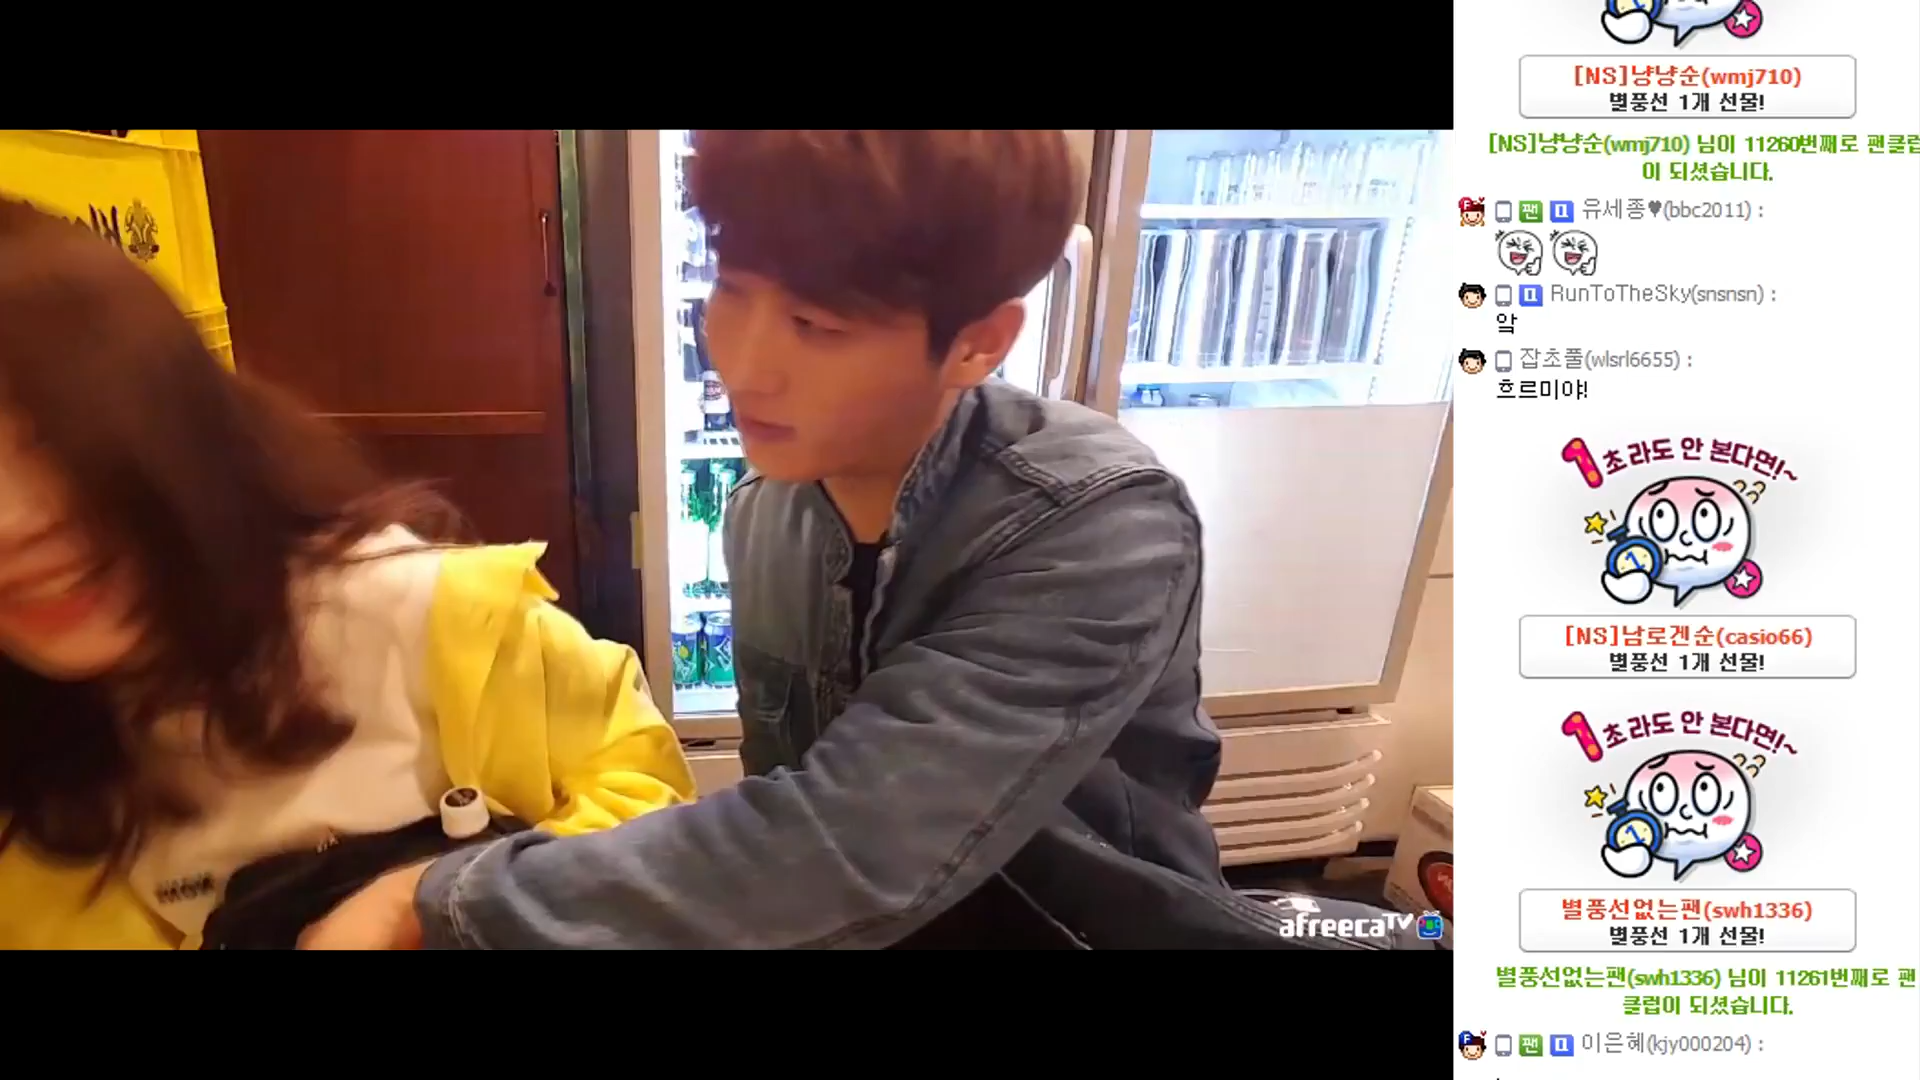 afreecaTV
[NS]냥냥순(wmj710)
별풍선 1개 선물!
[NS]냥냥순(wmj710) 님이 11260번째로 팬클럽
이 되셨습니다.
팬 유세종♥(bbc2011) :
RunToTheSky(snsnsn) :
앜
잡초풀(wlsrl6655) :
흐르미야!
1초라도 안 본다면!~
[NS]남로겐순(casio66)
별풍선 1개 선물!
1초라도 안 본다면!~
별풍선없는팬(swh1336)
별풍선 1개 선물!
별풍선없는팬(swh1336) 님이 11261번째로 팬
클럽이 되셨습니다.
팬 이은혜(kjy000204) :